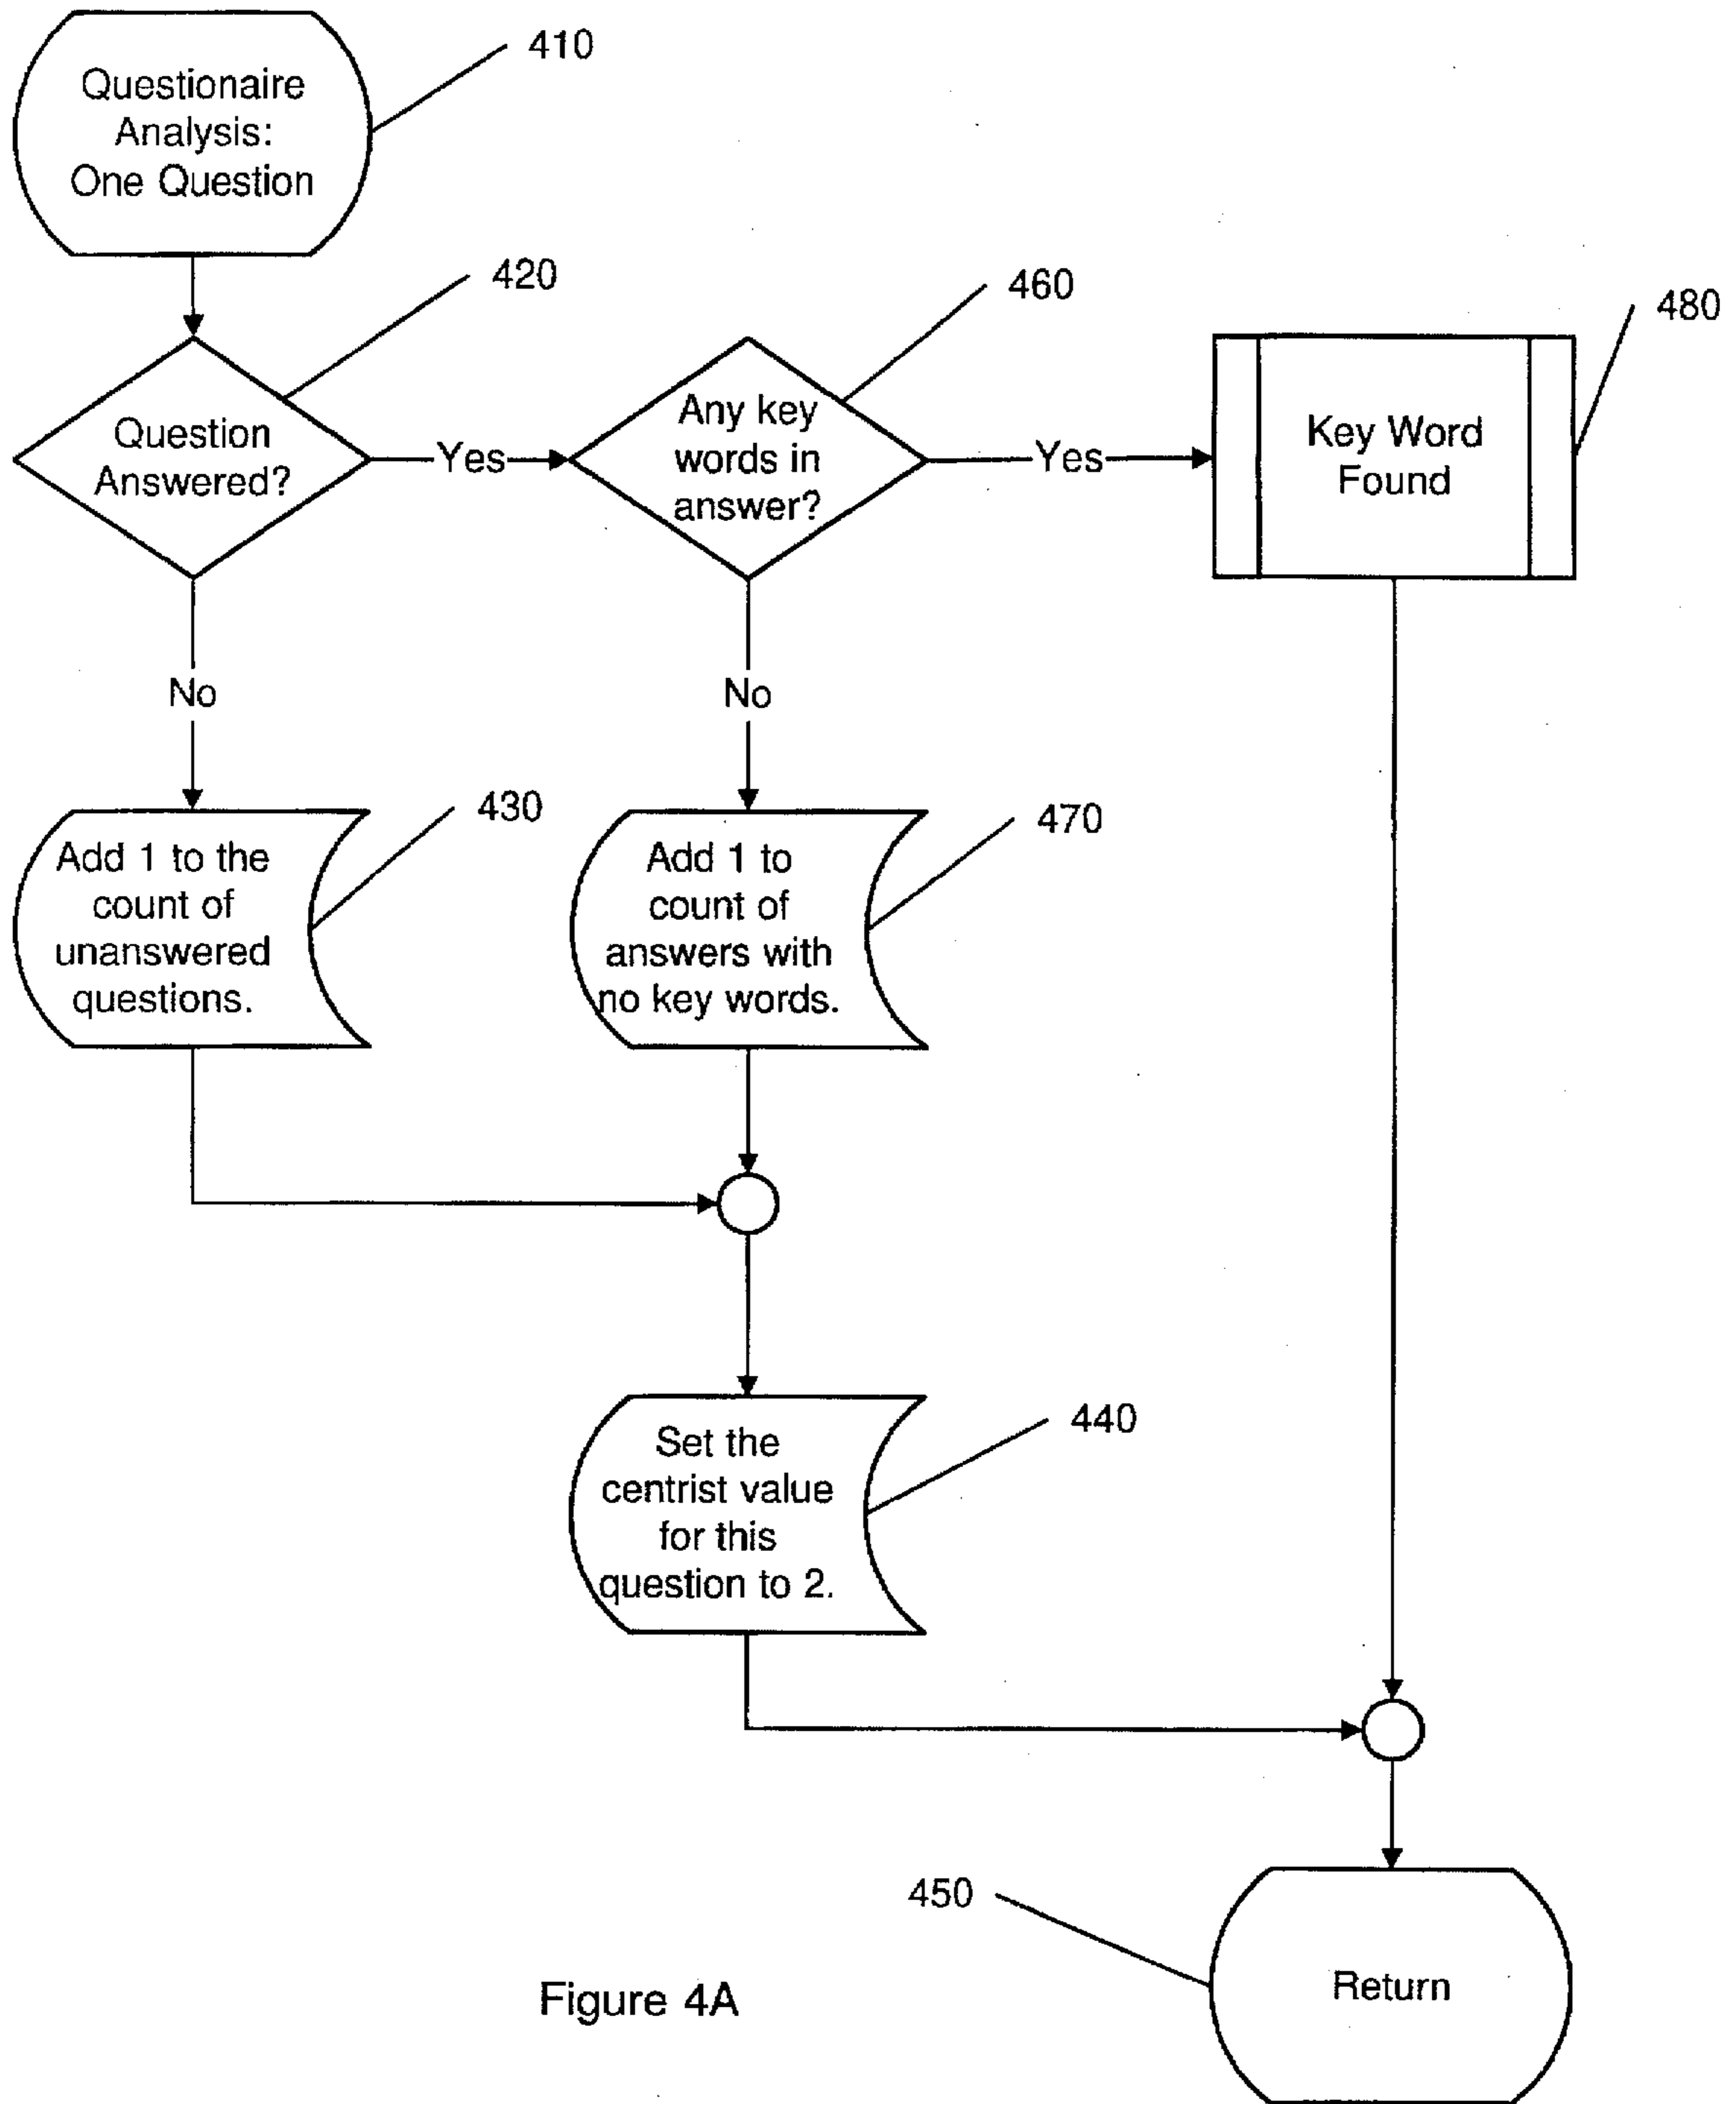 410
Questionaire
Analysis:
One Question
420
460
480
Question
Answered?
Yes
Any key
words in
answer?
Yes
Key Word
Found
No
No
430
470
Add 1 to the
count of
unanswered
questions.
Add 1 to
count of
answers with
no key words.
440
Set the
centrist value
for this
question to 2.
450
Return
Figure 4A